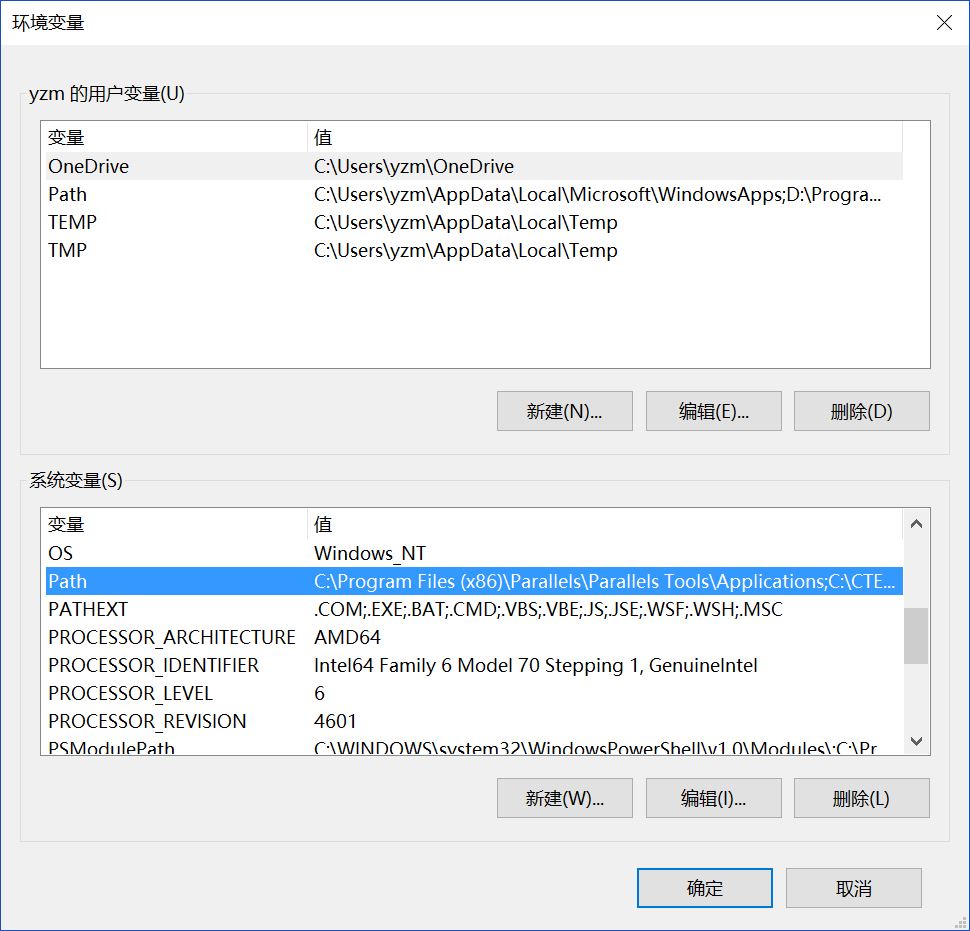 环境变量
yzm 的用户变量(U)
变量 值
OneDrive C:\Users\yzm\OneDrive
Path C:\Users\yzm\AppData\Local\Microsoft\WindowsApps;D:\Progra...
TEMP C:\Users\yzm\AppData\Local\Temp
TMP C:\Users\yzm\AppData\Local\Temp
新建(N)... 编辑(E)... 删除(D)
系统变量(S)
变量 值
OS Windows_NT
Path C:\Program Files (x86)\Parallels\Parallels Tools\Applications;C:\CTE...
PATHEXT .COM;.EXE;.BAT;.CMD;.VBS;.VBE;.JS;.JSE;.WSF;.WSH;.MSC
PROCESSOR_ARCHITECTURE AMD64
PROCESSOR_IDENTIFIER Intel64 Family 6 Model 70 Stepping 1, GenuineIntel
PROCESSOR_LEVEL 6
PROCESSOR_REVISION 4601
PSModulePath C:\WINDOWS\system32\WindowsPowerShell\v1.0\Modules\;C:\Pr
新建(W)... 编辑(I)... 删除(L)
确定 取消